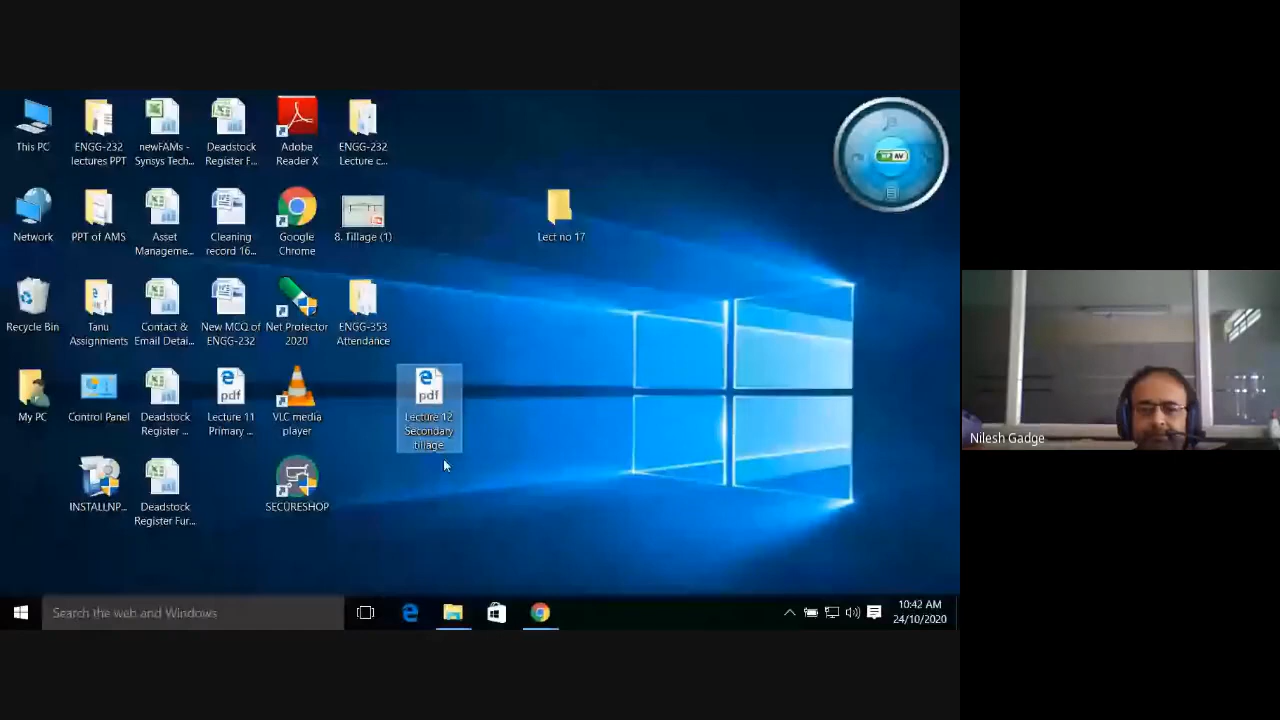 This PC
ENGG-232
lectures PPT
newFAMs -
Synsys Tech...
Deadstock
Register F...
Adobe
Reader X
ENGG-232
Lecture c...
Network
PPT of AMS
Asset
Manageme...
Cleaning
record 16...
Google
Chrome
8. Tillage (1)
Lect no 17
Recycle Bin
Tanu
Assignments
Contact &
Email Detai...
New MCQ of
ENGG-232
Net Protector
2020
ENGG-353
Attendance
My PC
Control Panel
Deadstock
Register ...
pdf
Lecture 11
Primary ...
VLC media
player
pdf
Lecture 12
Secondary
tillage
INSTALLNP...
Deadstock
Register Fur...
SECURESHOP
NP AV
Nilesh Gadge
Search the web and Windows
10:42 AM
24/10/2020